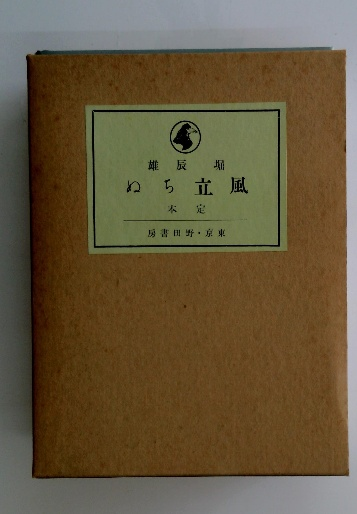 堀辰雄
風立ちぬ
定本
東京・野田書房